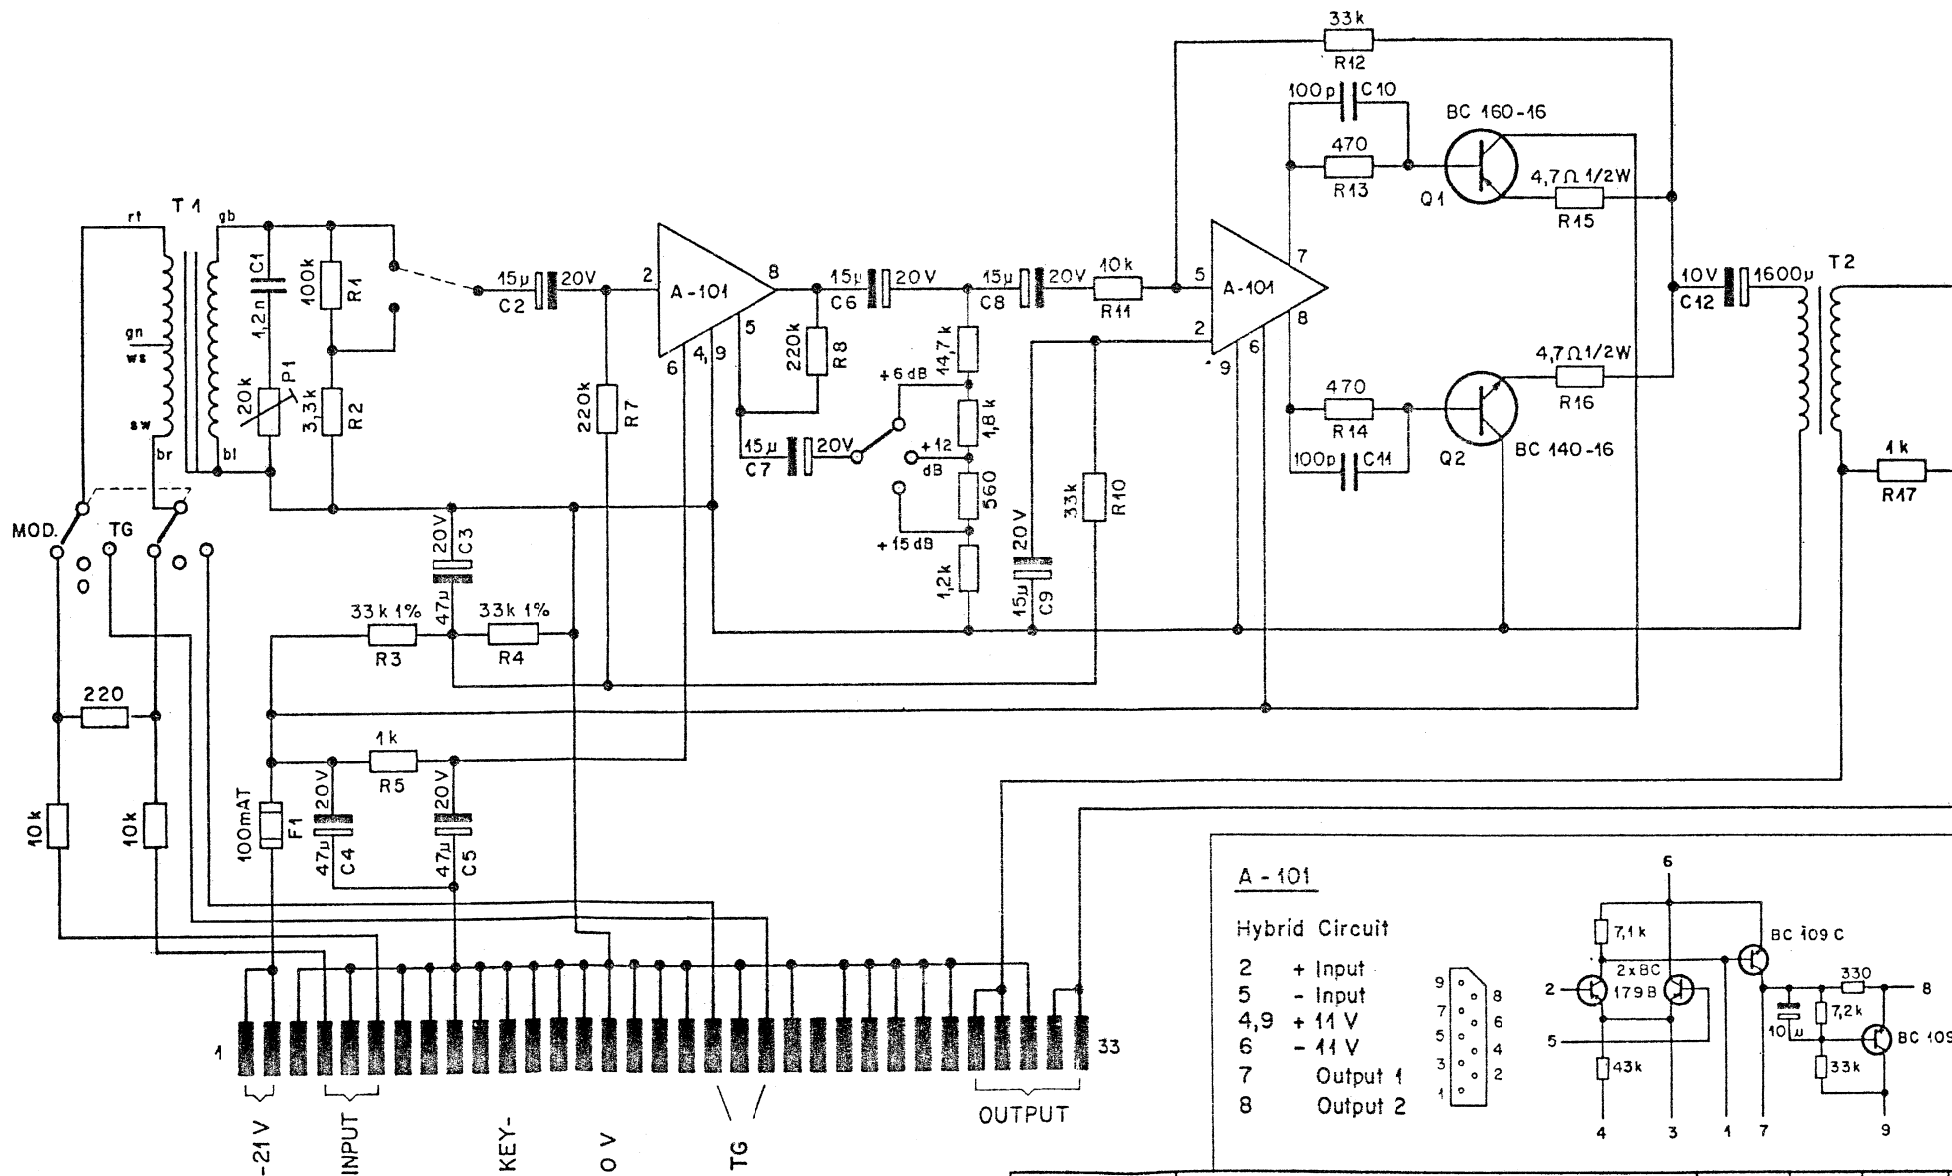 33k
R12
100p
C10
BC 160-16
470
R13
Q1
4,7Ω 1/2W
R15
rt
T1
gb
C1
1,2n
100k
R1
15µ
20V
C2
2
A-101
8
15µ
20V
C6
15µ
20V
C8
10k
R11
5
A-101
7
2
8
10V
1600µ
C12
T2
gn
ws
P1
20k
3,3k
R2
5
4,9
6
220k
R8
14,7k
9
6
4,7Ω 1/2W
R16
+6dB
sw
br
bl
220k
R7
15µ
20V
C7
1,8k
+12
dB
560
+15dB
1,2k
470
R14
100p
C11
Q2
BC 140-16
1k
R17
MOD.
TG
20V
C3
47µ
33k
R10
20V
15µ
C9
33k 1%
R3
33k 1%
R4
220
1k
R5
10k
10k
100mAT
F1
20V
47µ
C4
20V
47µ
C5
1
33
-21V
INPUT
KEY-
0V
TG
OUTPUT
A-101
Hybrid Circuit
2 + Input
5 - Input
4,9 + 11V
6 - 11V
7 Output 1
8 Output 2
9
8
7
6
5
4
3
2
1
6
7,1k
BC 109C
2xBC
179B
330
2
8
7,2k
10µ
BC 109
5
43k
33k
4
3
1
7
9